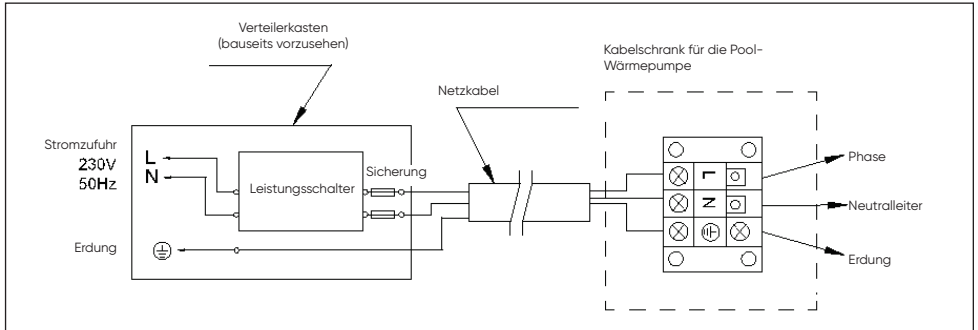 Verteilerkasten
(bauseits vorzusehen)
Kabelschrank für die Pool-
Wärmepumpe
Netzkabel
Stromzufuhr
230V
50Hz
L
N
Leistungsschalter
Sicherung
Erdung
L
N
Phase
Neutralleiter
Erdung